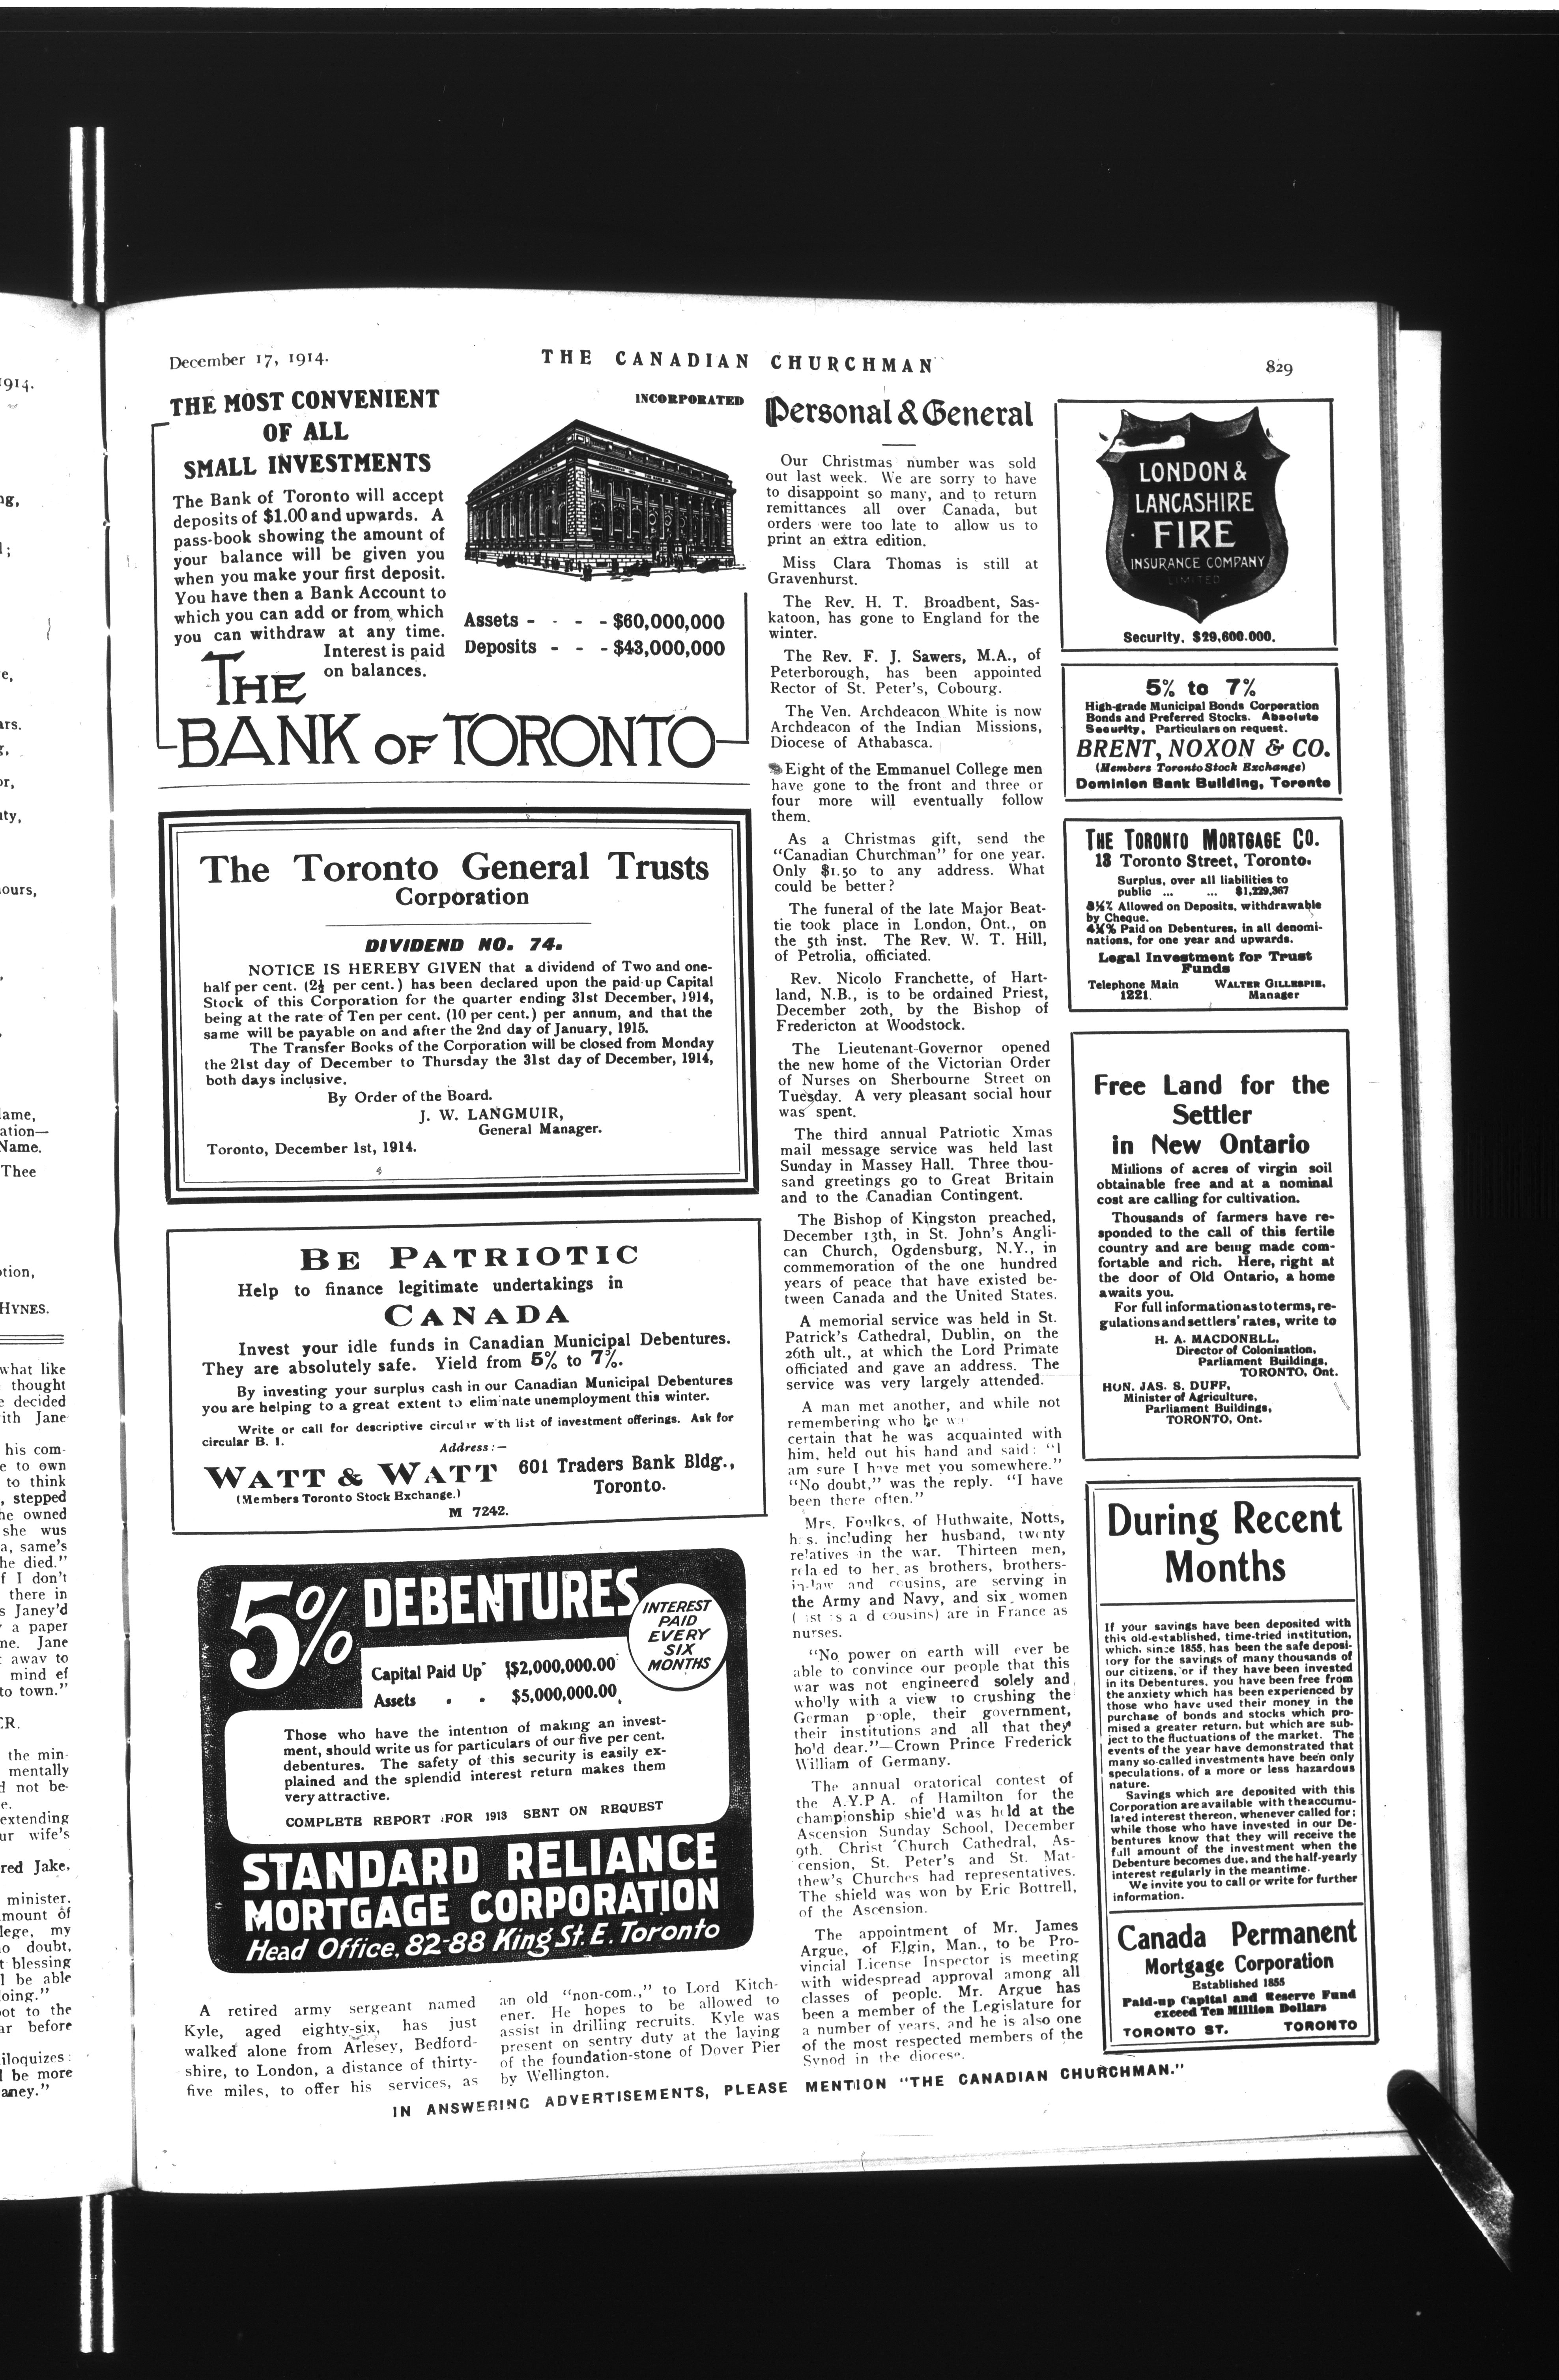 December 17, 1914.
THE CANADIAN CHURCHMAN
829
THE MOST CONVENIENT
OF ALL
SMALL INVESTMENTS
The Bank of Toronto will accept
deposits of $1.00 and upwards. A
pass-book showing the amount of
your balance will be given you
when you make your first deposit.
You have then a Bank Account to
which you can add or from which
you can withdraw at any time.
Interest is paid
on balances.
INCORPORATED
Assets - - - - $60,000,000
Deposits - - - $43,000,000
THE
BANK OF TORONTO
The Toronto General Trusts
Corporation
DIVIDEND NO. 74.
NOTICE IS HEREBY GIVEN that a dividend of Two and one-
half per cent. (2½ per cent.) has been declared upon the paid-up Capital
Stock of this Corporation for the quarter ending 31st December, 1914,
being at the rate of Ten per cent. (10 per cent.) per annum, and that the
same will be payable on and after the 2nd day of January, 1915.
The Transfer Books of the Corporation will be closed from Monday
the 21st day of December to Thursday the 31st day of December, 1914,
both days inclusive.
By Order of the Board.
J. W. LANGMUIR,
General Manager.
Toronto, December 1st, 1914.
BE PATRIOTIC
Help to finance legitimate undertakings in
CANADA
Invest your idle funds in Canadian Municipal Debentures.
They are absolutely safe. Yield from 5% to 7%.
By investing your surplus cash in our Canadian Municipal Debentures
you are helping to a great extent to eliminate unemployment this winter.
Write or call for descriptive circular with list of investment offerings. Ask for
circular B. 1.
Address:—
WATT & WATT
(Members Toronto Stock Exchange.)
601 Traders Bank Bldg.,
Toronto.
M 7242.
5% DEBENTURES
INTEREST
PAID
EVERY
SIX
MONTHS
Capital Paid Up $2,000,000.00
Assets . . $5,000,000.00
Those who have the intention of making an invest-
ment, should write us for particulars of our five per cent.
debentures. The safety of this security is easily ex-
plained and the splendid interest return makes them
very attractive.
COMPLETE REPORT FOR 1913 SENT ON REQUEST
STANDARD RELIANCE
MORTGAGE CORPORATION
Head Office, 82-88 King St. E. Toronto
A retired army sergeant named
Kyle, aged eighty-six, has just
walked alone from Arlesey, Bedford-
shire, to London, a distance of thirty-
five miles, to offer his services, as
an old "non-com.," to Lord Kitch-
ener. He hopes to be allowed to
assist in drilling recruits. Kyle was
present on sentry duty at the laying
of the foundation-stone of Dover Pier
by Wellington.
Personal & General
Our Christmas number was sold
out last week. We are sorry to have
to disappoint so many, and to return
remittances all over Canada, but
orders were too late to allow us to
print an extra edition.
Miss Clara Thomas is still at
Gravenhurst.
The Rev. H. T. Broadbent, Sas-
katoon, has gone to England for the
winter.
The Rev. F. J. Sawers, M.A., of
Peterborough, has been appointed
Rector of St. Peter's, Cobourg.
The Ven. Archdeacon White is now
Archdeacon of the Indian Missions,
Diocese of Athabasca.
Eight of the Emmanuel College men
have gone to the front and three or
four more will eventually follow
them.
As a Christmas gift, send the
"Canadian Churchman" for one year.
Only $1.50 to any address. What
could be better?
The funeral of the late Major Beat-
tie took place in London, Ont., on
the 5th inst. The Rev. W. T. Hill,
of Petrolia, officiated.
Rev. Nicolo Franchette, of Hart-
land, N.B., is to be ordained Priest,
December 20th, by the Bishop of
Fredericton at Woodstock.
The Lieutenant-Governor opened
the new home of the Victorian Order
of Nurses on Sherbourne Street on
Tuesday. A very pleasant social hour
was spent.
The third annual Patriotic Xmas
mail message service was held last
Sunday in Massey Hall. Three thou-
sand greetings go to Great Britain
and to the Canadian Contingent.
The Bishop of Kingston preached,
December 13th, in St. John's Angli-
can Church, Ogdensburg, N.Y., in
commemoration of the one hundred
years of peace that have existed be-
tween Canada and the United States.
A memorial service was held in St.
Patrick's Cathedral, Dublin, on the
26th ult., at which the Lord Primate
officiated and gave an address. The
service was very largely attended.
A man met another, and while not
remembering who he
certain that he was acquainted with
him, held out his hand and said: "I
am sure I have met you somewhere."
"No doubt," was the reply. "I have
been there often."
Mrs. Foulkes, of Huthwaite, Notts,
has, including her husband, twenty
relatives in the war. Thirteen men,
related to her as brothers, brothers-
in-law and cousins, are serving in
the Army and Navy, and six women
cousins) are in France as
nurses.
"No power on earth will ever be
able to convince our people that this
war was not engineered solely and
wholly with a view to crushing the
German people, their government,
their institutions and all that they
hold dear."—Crown Prince Frederick
William of Germany.
The annual oratorical contest of
the A.Y.P.A. of Hamilton for the
championship shield was held at the
Ascension Sunday School, December
9th. Christ Church Cathedral, As-
cension, St. Peter's and St. Mat-
thew's Churches had representatives.
The shield was won by Eric Bottrell,
of the Ascension.
The appointment of Mr. James
Argue, of Elgin, Man., to be Pro-
vincial License Inspector is meeting
with widespread approval among all
classes of people. Mr. Argue has
been a member of the Legislature for
a number of years, and he is also one
of the most respected members of the
Synod in the diocese.
LONDON &
LANCASHIRE
FIRE
INSURANCE COMPANY
LIMITED
Security, $29,600,000.
5% to 7%
High-grade Municipal Bonds Corporation
Bonds and Preferred Stocks. Absolute
Security. Particulars on request.
BRENT, NOXON & CO.
(Members Toronto Stock Exchange)
Dominion Bank Building, Toronto
THE TORONTO MORTGAGE CO.
13 Toronto Street, Toronto.
Surplus, over all liabilities to
public ... ... $1,229,367
3½% Allowed on Deposits, withdrawable
by Cheque.
4½% Paid on Debentures, in all denomi-
nations, for one year and upwards.
Legal Investment for Trust
Funds
Telephone Main
1221.
WALTER GILLESPIE,
Manager
Free Land for the
Settler
in New Ontario
Millions of acres of virgin soil
obtainable free and at a nominal
cost are calling for cultivation.
Thousands of farmers have re-
sponded to the call of this fertile
country and are being made com-
fortable and rich. Here, right at
the door of Old Ontario, a home
awaits you.
For full information as to terms, re-
gulations and settlers' rates, write to
H. A. MACDONELL,
Director of Colonization,
Parliament Buildings,
TORONTO, Ont.
HON. JAS. S. DUFF,
Minister of Agriculture,
Parliament Buildings,
TORONTO, Ont.
During Recent
Months
If your savings have been deposited with
this old-established, time-tried institution,
which, since 1855, has been the safe deposi-
tory for the savings of many thousands of
our citizens, or if they have been invested
in its Debentures, you have been free from
the anxiety which has been experienced by
those who have used their money in the
purchase of bonds and stocks which pro-
mised a greater return, but which are sub-
ject to the fluctuations of the market. The
events of the year have demonstrated that
many so-called investments have been only
speculations, of a more or less hazardous
nature.
Savings which are deposited with this
Corporation are available with the accumu-
lated interest thereon, whenever called for;
while those who have invested in our De-
bentures know that they will receive the
full amount of the investment when the
Debenture becomes due, and the half-yearly
interest regularly in the meantime.
We invite you to call or write for further
information.
Canada Permanent
Mortgage Corporation
Established 1855
Paid-up Capital and Reserve Fund
exceed Ten Million Dollars
TORONTO ST. TORONTO
IN ANSWERING ADVERTISEMENTS, PLEASE MENTION "THE CANADIAN CHURCHMAN."